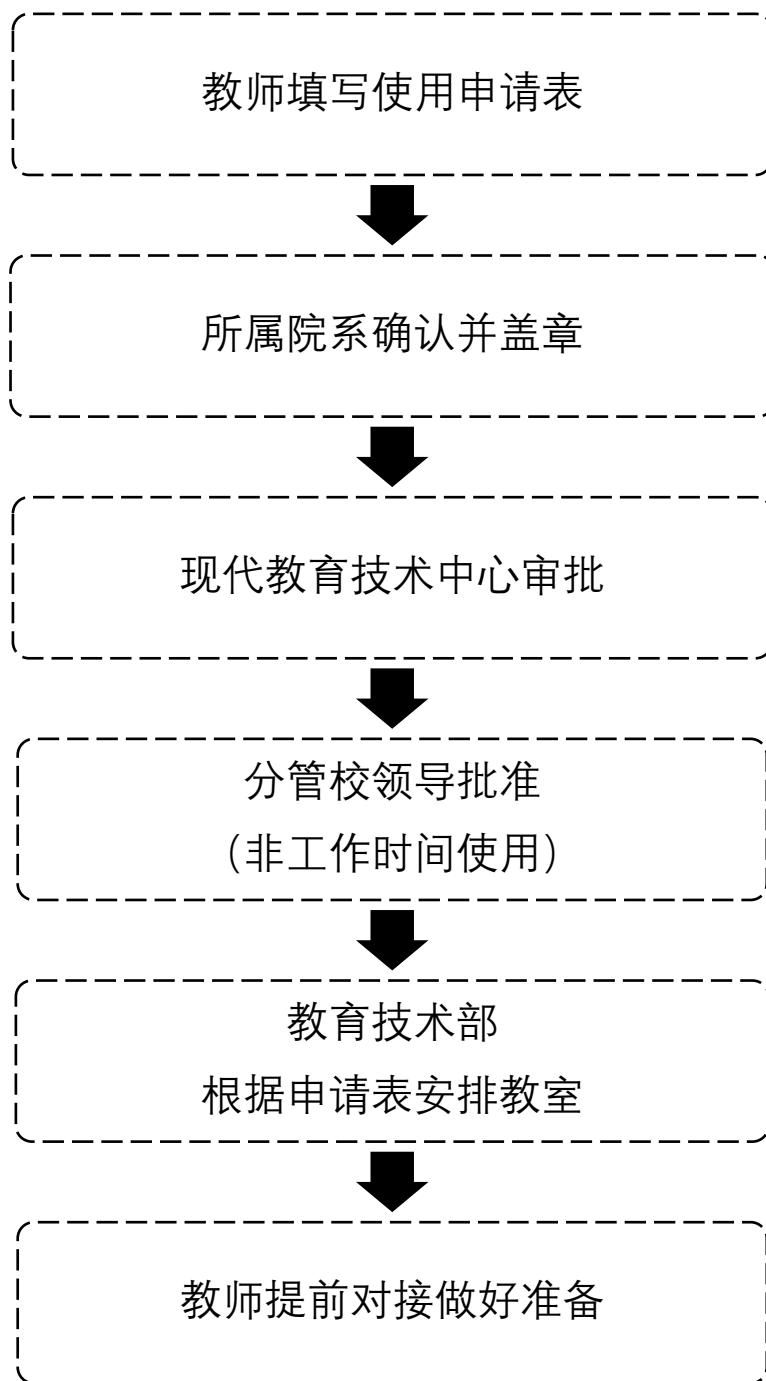 教师填写使用申请表
所属院系确认并盖章
现代教育技术中心审批
分管校领导批准
（非工作时间使用）
教育技术部
根据申请表安排教室
教师提前对接做好准备